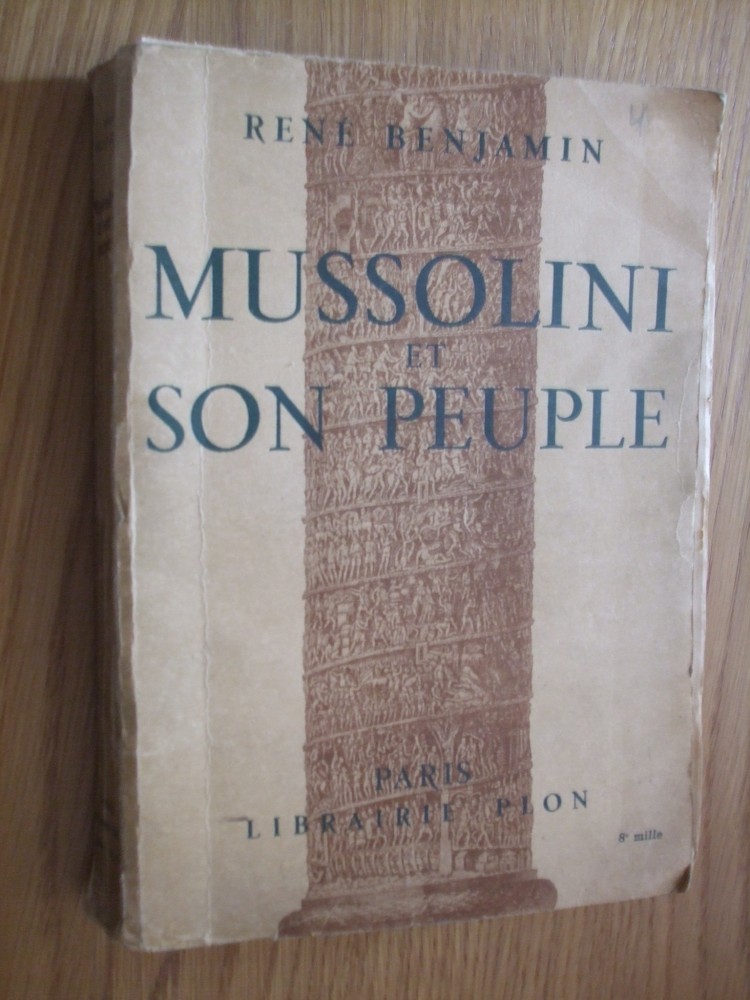 RENÉ BENJAMIN
MUSSOLINI
ET
SON PEUPLE
PARIS
LIBRAIRIE PLON
8e mille